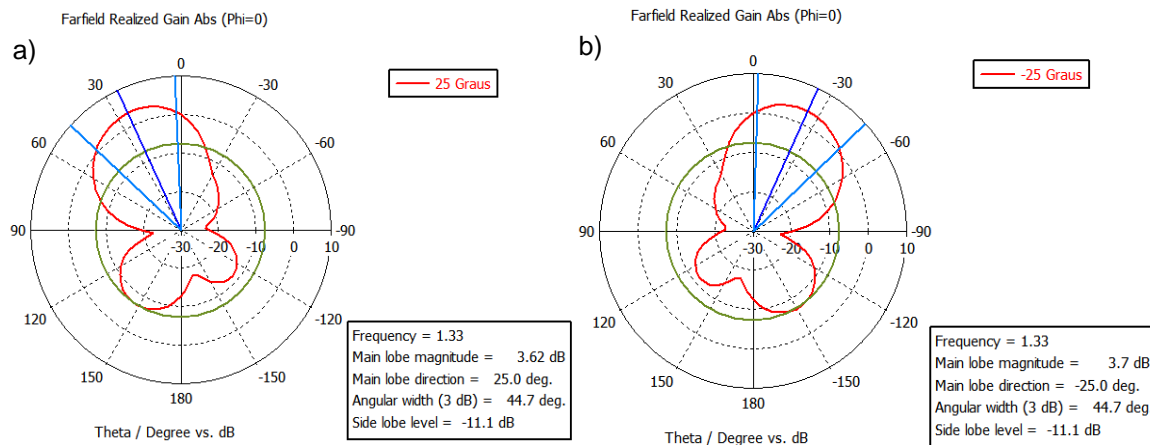 Farfield Realized Gain Abs (Phi=0)
a)
0
30
-30
25 Graus
60
-60
90
-30
-20
-10
0
10
-90
120
-120
150
-150
180
Frequency = 1.33
Main lobe magnitude = 3.62 dB
Main lobe direction = 25.0 deg.
Angular width (3 dB) = 44.7 deg.
Side lobe level = -11.1 dB
Theta / Degree vs. dB
Farfield Realized Gain Abs (Phi=0)
b)
0
30
-30
-25 Graus
60
-60
90
-30
-20
-10
0
10
-90
120
-120
150
-150
180
Frequency = 1.33
Main lobe magnitude = 3.7 dB
Main lobe direction = -25.0 deg.
Angular width (3 dB) = 44.7 deg.
Side lobe level = -11.1 dB
Theta / Degree vs. dB